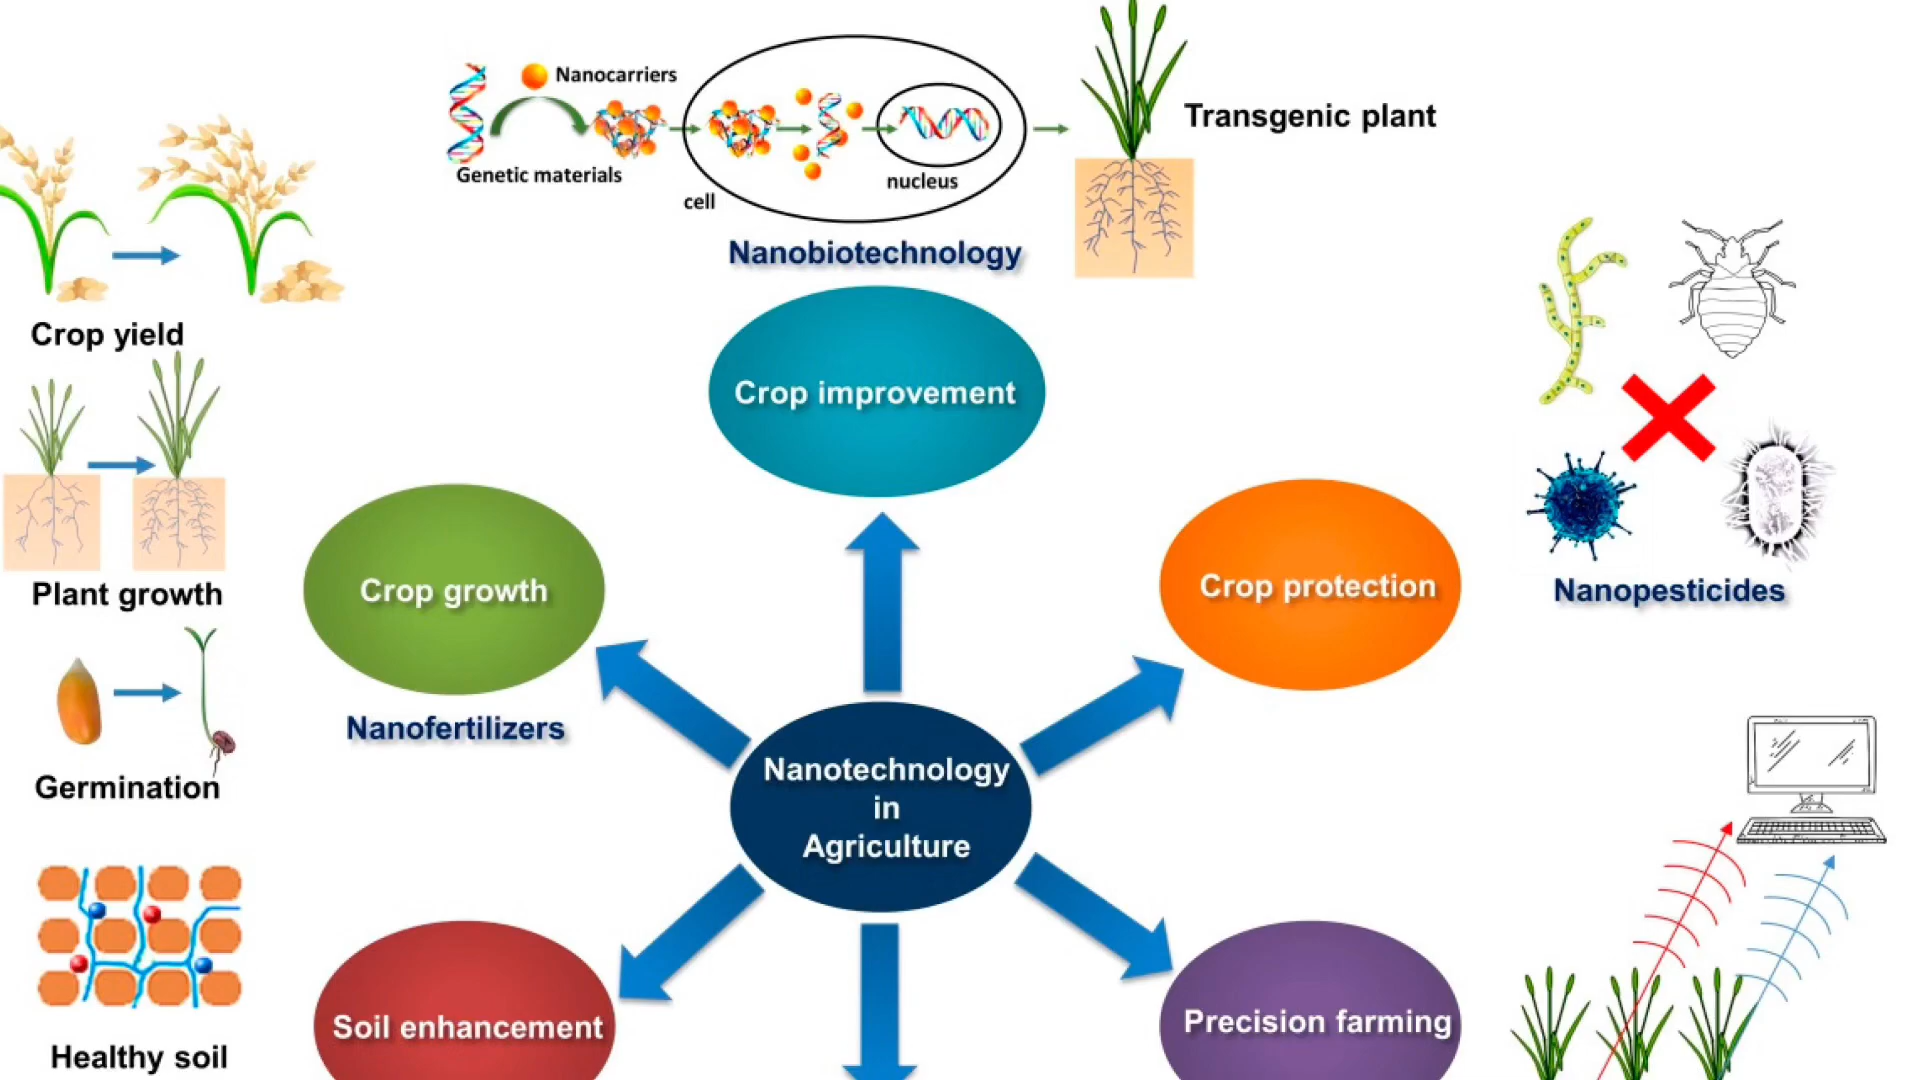 Nanocarriers
Genetic materials
cell
nucleus
Transgenic plant
Nanobiotechnology
Crop yield
Crop improvement
Plant growth
Crop growth
Crop protection
Nanopesticides
Nanofertilizers
Germination
Nanotechnology
in
Agriculture
Soil enhancement
Precision farming
Healthy soil